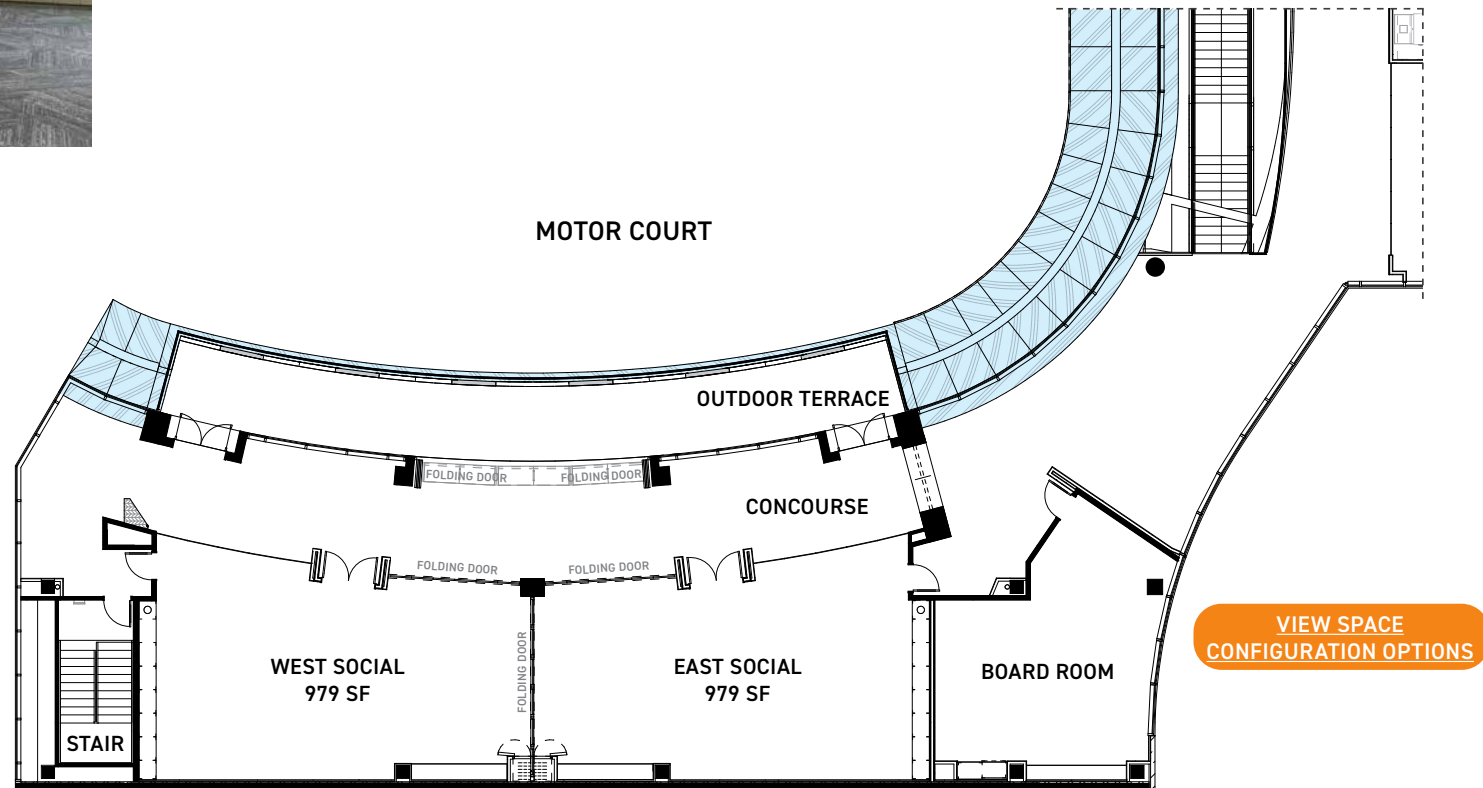 MOTOR COURT
OUTDOOR TERRACE
FOLDING DOOR
FOLDING DOOR
CONCOURSE
FOLDING DOOR
FOLDING DOOR
FOLDING DOOR
WEST SOCIAL
979 SF
EAST SOCIAL
979 SF
BOARD ROOM
STAIR
VIEW SPACE
CONFIGURATION OPTIONS